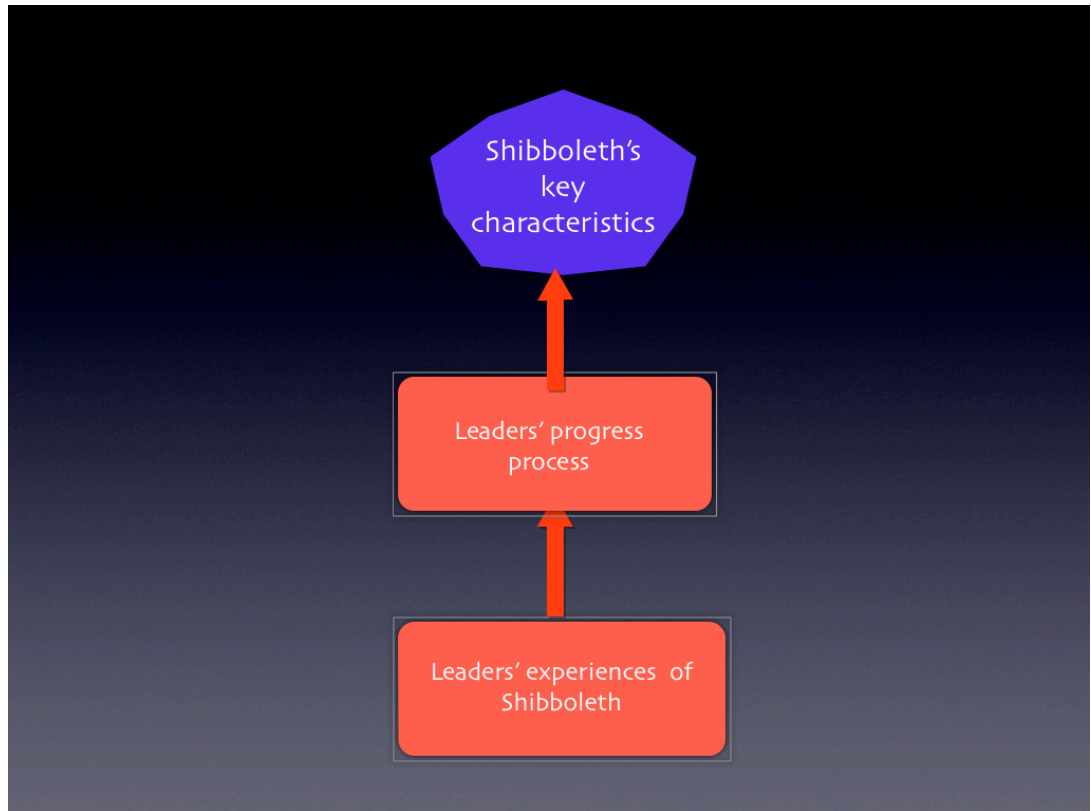 Shibboleth's
key
characteristics
Leaders' progress
process
Leaders' experiences of
Shibboleth